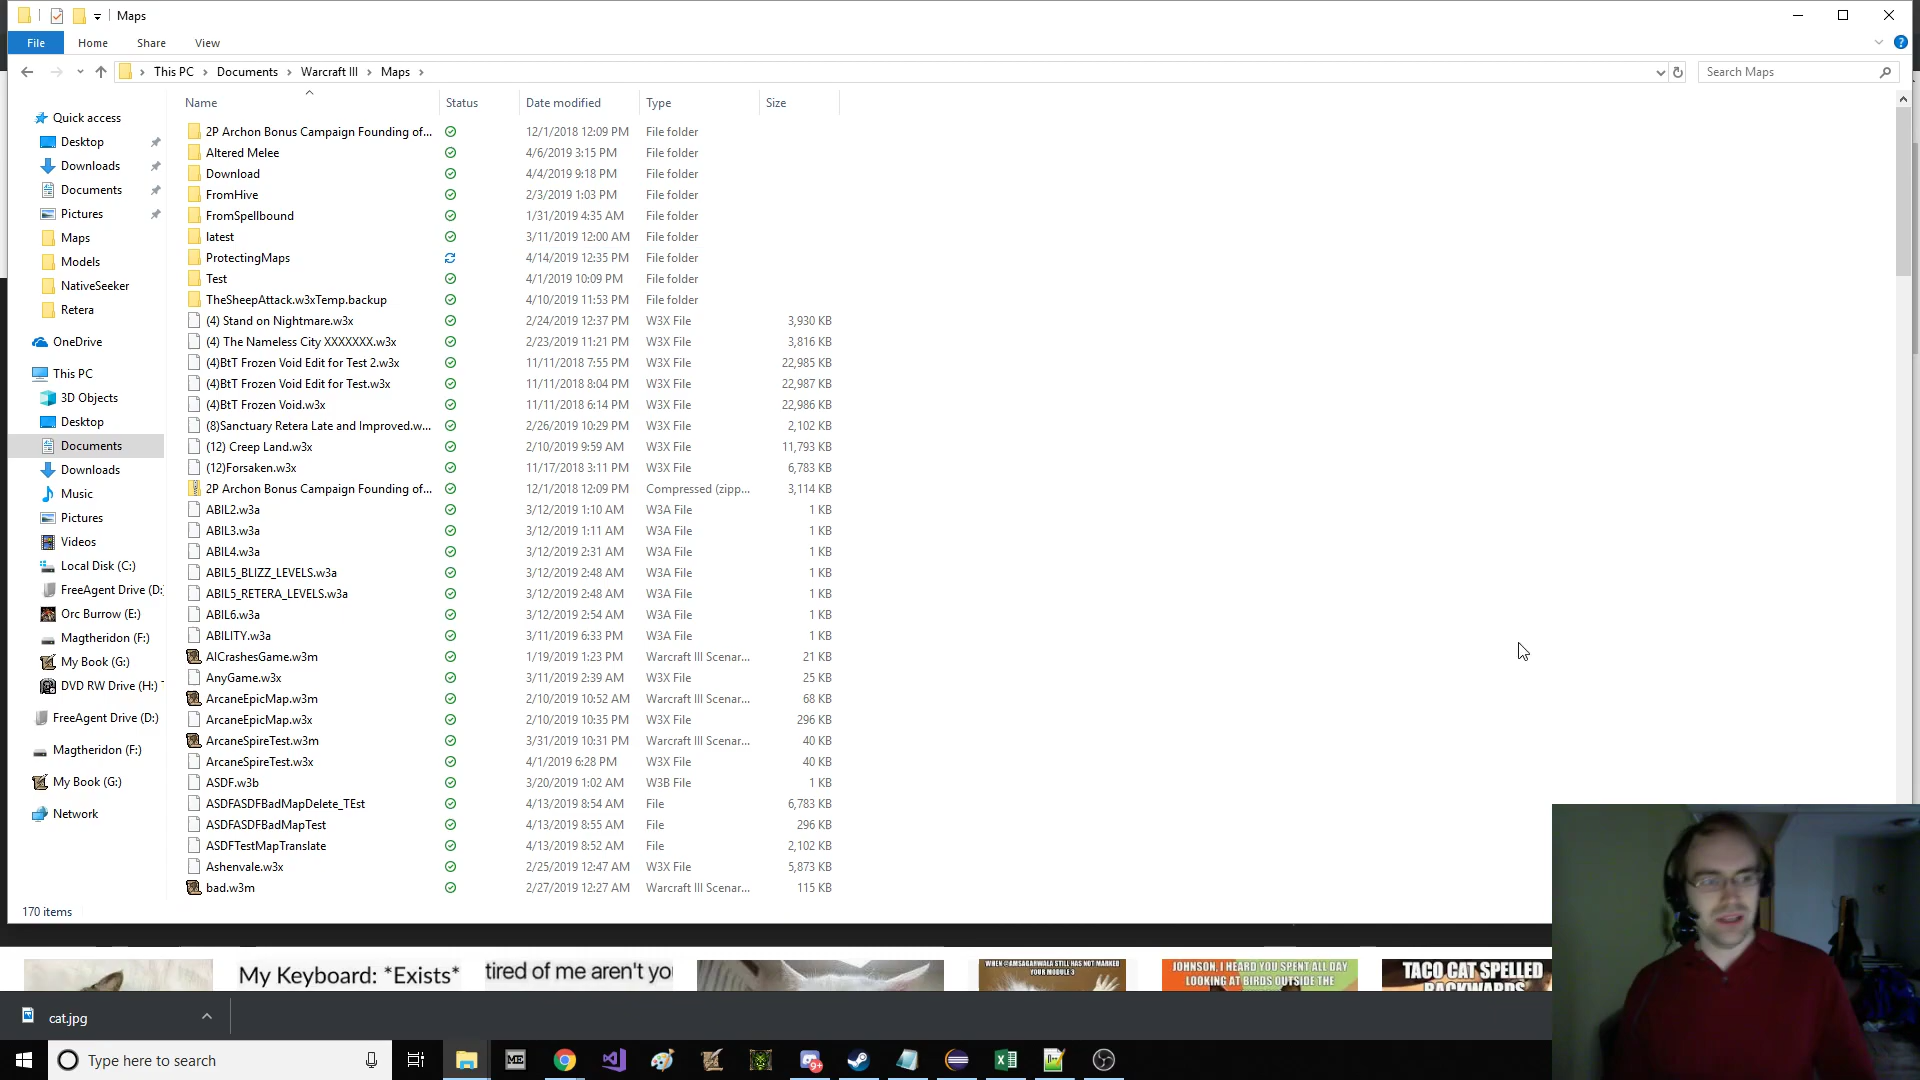 Maps
File Home Share View
This PC Documents Warcraft III Maps
Search Maps
Name Status Date modified Type Size
Quick access
Desktop
Downloads
Documents
Pictures
Maps
Models
NativeSeeker
Retera
OneDrive
This PC
3D Objects
Desktop
Documents
Downloads
Music
Pictures
Videos
Local Disk (C:)
FreeAgent Drive (D:
Orc Burrow (E:)
Magtheridon (F:)
My Book (G:)
DVD RW Drive (H:)
FreeAgent Drive (D:)
Magtheridon (F:)
My Book (G:)
Network
2P Archon Bonus Campaign Founding of... 12/1/2018 12:09 PM File folder
Altered Melee 4/6/2019 3:15 PM File folder
Download 4/4/2019 9:18 PM File folder
FromHive 2/3/2019 1:03 PM File folder
FromSpellbound 1/31/2019 4:35 AM File folder
latest 3/11/2019 12:00 AM File folder
ProtectingMaps 4/14/2019 12:35 PM File folder
Test 4/1/2019 10:09 PM File folder
TheSheepAttack.w3xTemp.backup 4/10/2019 11:53 PM File folder
(4) Stand on Nightmare.w3x 2/24/2019 12:37 PM W3X File 3,930 KB
(4) The Nameless City XXXXXXX.w3x 2/23/2019 11:21 PM W3X File 3,816 KB
(4)BtT Frozen Void Edit for Test 2.w3x 11/11/2018 7:55 PM W3X File 22,985 KB
(4)BtT Frozen Void Edit for Test.w3x 11/11/2018 8:04 PM W3X File 22,987 KB
(4)BtT Frozen Void.w3x 11/11/2018 6:14 PM W3X File 22,986 KB
(8)Sanctuary Retera Late and Improved.w... 2/26/2019 10:29 PM W3X File 2,102 KB
(12) Creep Land.w3x 2/10/2019 9:59 AM W3X File 11,793 KB
(12)Forsaken.w3x 11/17/2018 3:11 PM W3X File 6,783 KB
2P Archon Bonus Campaign Founding of... 12/1/2018 12:09 PM Compressed (zipp... 3,114 KB
ABIL2.w3a 3/12/2019 1:10 AM W3A File 1 KB
ABIL3.w3a 3/12/2019 1:11 AM W3A File 1 KB
ABIL4.w3a 3/12/2019 2:31 AM W3A File 1 KB
ABIL5_BLIZZ_LEVELS.w3a 3/12/2019 2:48 AM W3A File 1 KB
ABIL5_RETERA_LEVELS.w3a 3/12/2019 2:48 AM W3A File 1 KB
ABIL6.w3a 3/12/2019 2:54 AM W3A File 1 KB
ABILITY.w3a 3/11/2019 6:33 PM W3A File 1 KB
AICrashesGame.w3m 1/19/2019 1:23 PM Warcraft III Scenar... 21 KB
AnyGame.w3x 3/11/2019 2:39 AM W3X File 25 KB
ArcaneEpicMap.w3m 2/10/2019 10:52 AM Warcraft III Scenar... 68 KB
ArcaneEpicMap.w3x 2/10/2019 10:35 PM W3X File 296 KB
ArcaneSpireTest.w3m 3/31/2019 10:31 PM Warcraft III Scenar... 40 KB
ArcaneSpireTest.w3x 4/1/2019 6:28 PM W3X File 40 KB
ASDF.w3b 3/20/2019 1:02 AM W3B File 1 KB
ASDFASDFBadMapDelete_TEst 4/13/2019 8:54 AM File 6,783 KB
ASDFASDFBadMapTest 4/13/2019 8:55 AM File 296 KB
ASDFTestMapTranslate 4/13/2019 8:52 AM File 2,102 KB
Ashenvale.w3x 2/25/2019 12:47 AM W3X File 5,873 KB
bad.w3m 2/27/2019 12:27 AM Warcraft III Scenar... 115 KB
170 items
My Keyboard: *Exists*
tired of me aren't yo
WHEN @AMSAGARWALA STILL HAS NOT MARKED
YOUR MODULE 3
JOHNSON, I HEARD YOU SPENT ALL DAY
LOOKING AT BIRDS OUTSIDE THE
TACO CAT SPELLED
BACKWARDS
cat.jpg
Type here to search
ME
9+